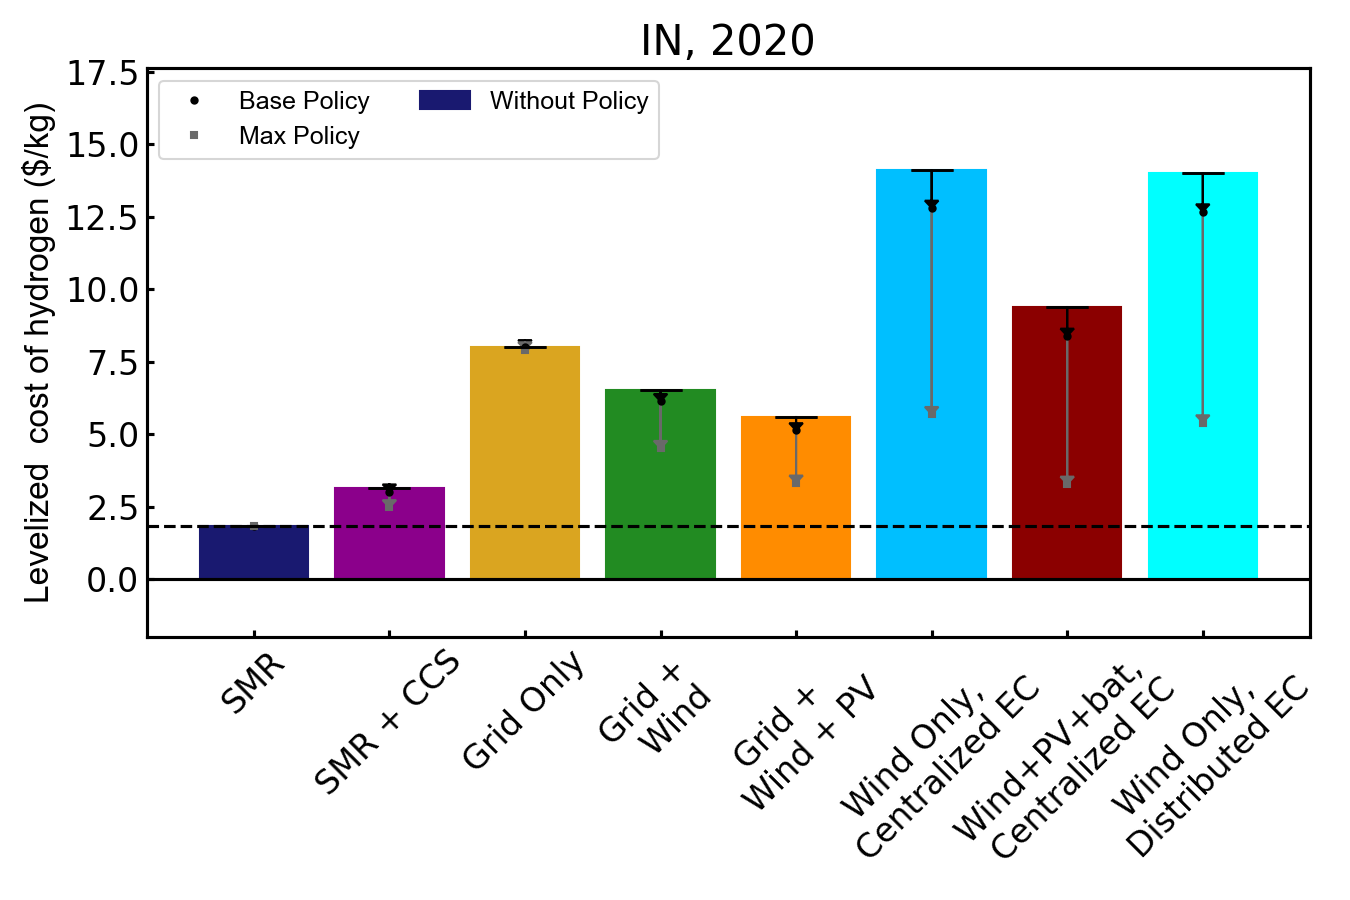 IN, 2020
Base Policy
Max Policy
Without Policy
Levelized  cost of hydrogen ($/kg)
17.5
15.0
12.5
10.0
7.5
5.0
2.5
0.0
SMR
SMR + CCS
Grid Only
Grid +
Wind
Grid +
Wind + PV
Wind Only,
Centralized EC
Wind+PV+bat,
Centralized EC
Wind Only,
Distributed EC